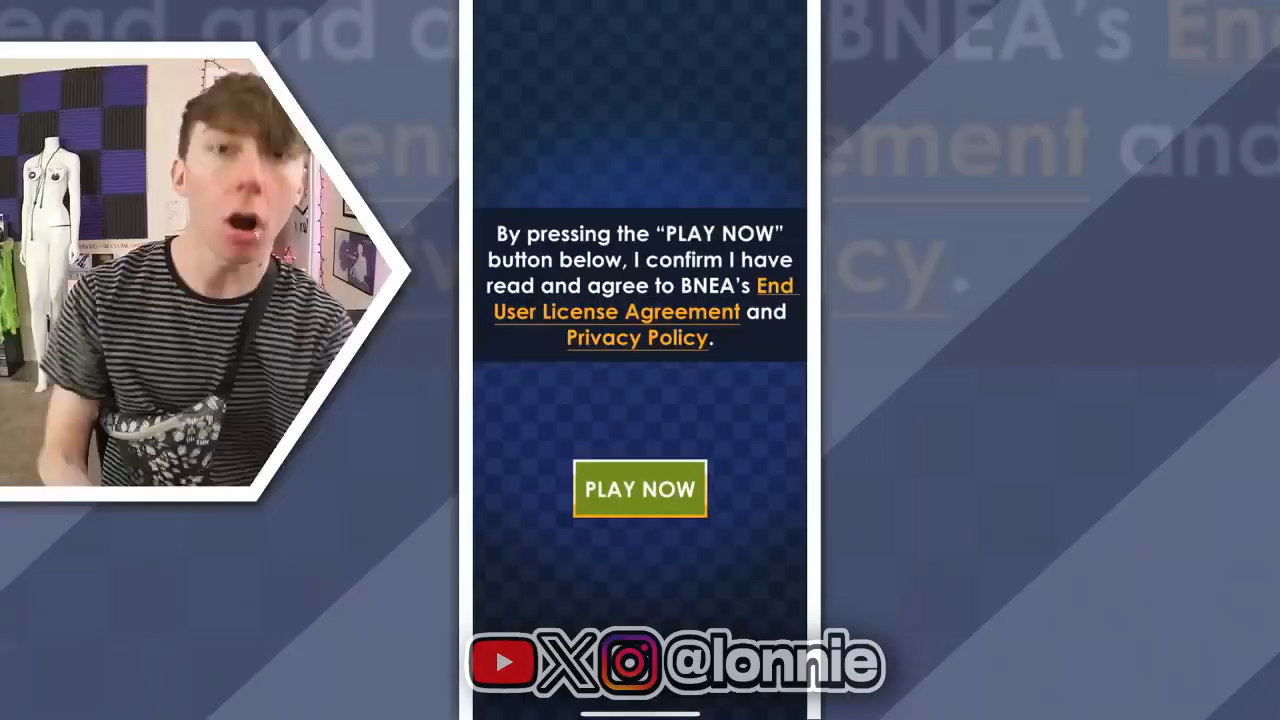 By pressing the “PLAY NOW”
button below, I confirm I have
read and agree to BNEA’s End
User License Agreement and
Privacy Policy.
PLAY NOW
@lonnie